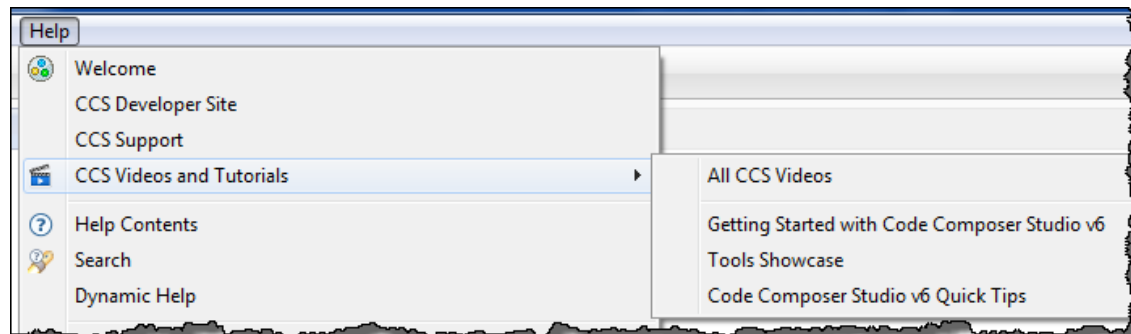 Help
Welcome
CCS Developer Site
CCS Support
CCS Videos and Tutorials
All CCS Videos
Help Contents
Getting Started with Code Composer Studio v6
Search
Tools Showcase
Dynamic Help
Code Composer Studio v6 Quick Tips